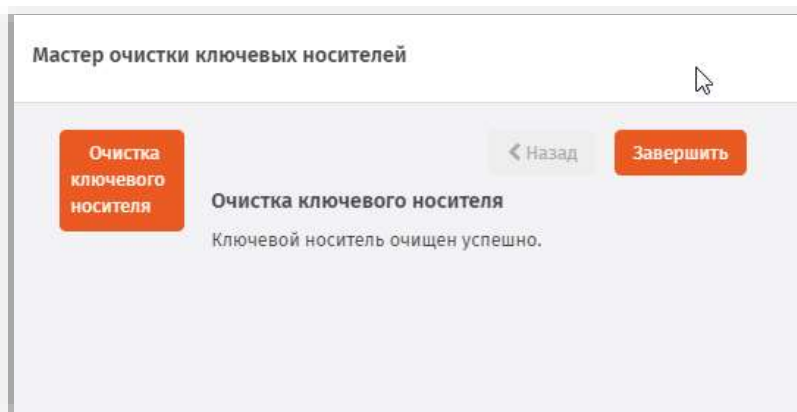 Мастер очистки ключевых носителей
Очистка
ключевого
носителя
Назад
Завершить
Очистка ключевого носителя
Ключевой носитель очищен успешно.